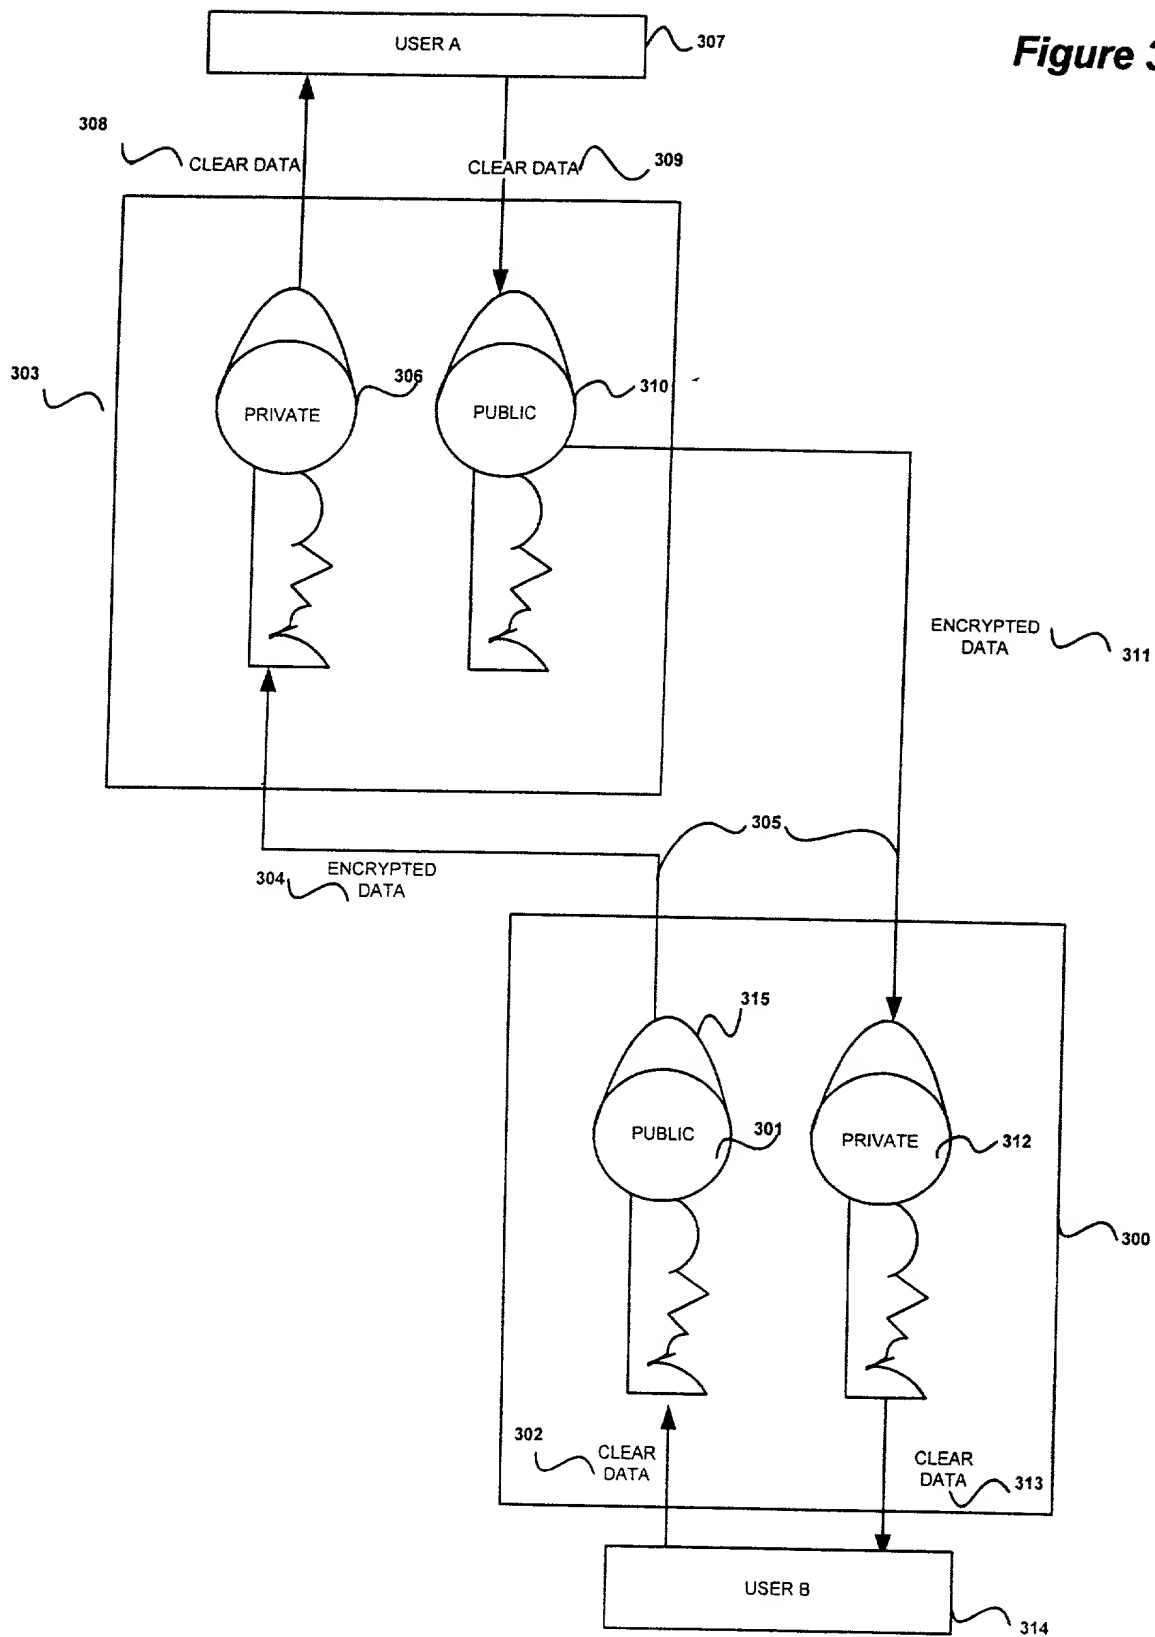 USER A
307
Figure 3
308
CLEAR DATA
CLEAR DATA
309
303
306
310
PRIVATE
PUBLIC
ENCRYPTED
DATA
311
305
304
ENCRYPTED
DATA
315
PUBLIC
301
PRIVATE
312
300
302
CLEAR
DATA
CLEAR
DATA
313
USER B
314